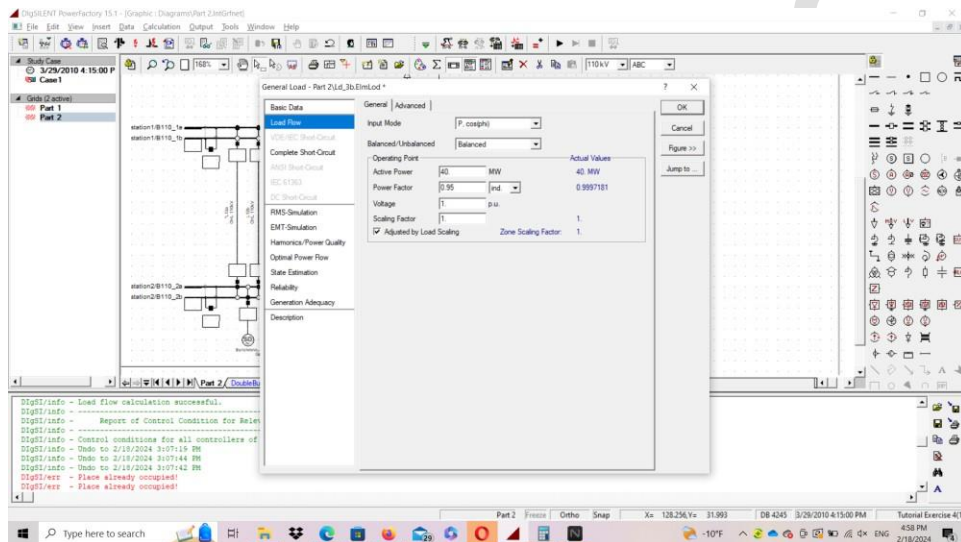 DIgSILENT PowerFactory 15.1 - [Graphic : Diagrams\Part 2.IntGrfnet]
File Edit View Insert Data Calculation Output Tools Window Help
Study Case
3/29/2010 4:15:00 P
Case1
Grids (2 active)
Part 1
Part 2
168%
110 kV
ABC
station1/B110_1a
station1/B110_1b
station2/B110_2a
station2/B110_2b
General Load - Part 2\Ld_3b.ElmLod *
? X
Basic Data
Load Flow
VDE/IEC Short-Circuit
Complete Short-Circuit
ANSI Short-Circuit
IEC 61363
DC Short-Circuit
RMS-Simulation
EMT-Simulation
Harmonics/Power Quality
Optimal Power Flow
State Estimation
Reliability
Generation Adequacy
Description
General Advanced
Input Mode P, cos(phi)
Balanced/Unbalanced Balanced
Operating Point Actual Values
Active Power 40. MW 40. MW
Power Factor 0.95 ind. 0.9997181
Voltage 1. p.u.
Scaling Factor 1. 1.
Adjusted by Load Scaling Zone Scaling Factor: 1.
OK
Cancel
Figure >>
Jump to ...
Part 2 DoubleBu
DIgSI/info - Load flow calculation successful.
DIgSI/info - 
DIgSI/info - Report of Control Condition for Relev
DIgSI/info - 
DIgSI/info - Control conditions for all controllers of
DIgSI/info - Undo to 2/18/2024 3:07:15 PM
DIgSI/info - Undo to 2/18/2024 3:07:44 PM
DIgSI/info - Undo to 2/18/2024 3:07:42 PM
DIgSI/err - Place already occupied!
DIgSI/err - Place already occupied!
Part 2 Freeze Ortho Snap X= 128.256,Y= 31.993 DB 4245 3/29/2010 4:15:00 PM Tutorial Exercise 4(1
Type here to search
29
-10°F
ENG
4:58 PM
2/18/2024